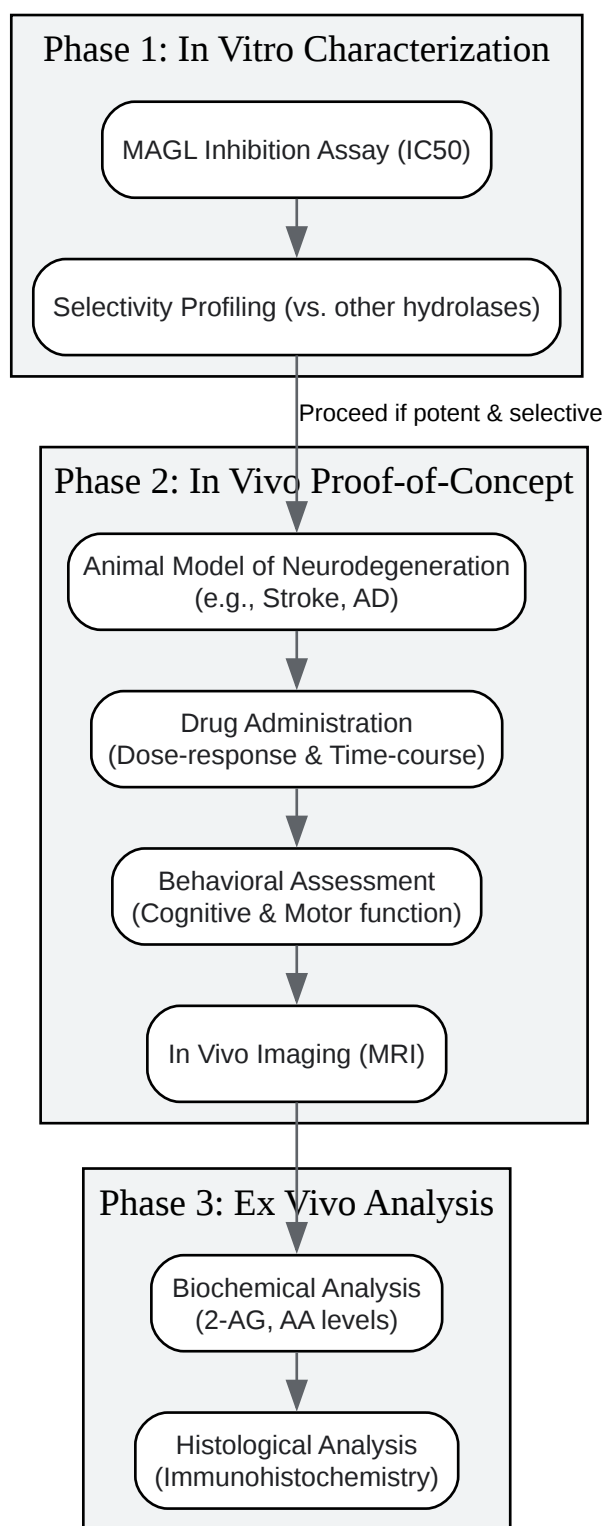 Phase 1: In Vitro Characterization
MAGL Inhibition Assay (IC50)
Selectivity Profiling (vs. other hydrolases)
Proceed if potent & selective
Phase 2: In Vivo Proof-of-Concept
Animal Model of Neurodegeneration
(e.g., Stroke, AD)
Drug Administration
(Dose-response & Time-course)
Behavioral Assessment
(Cognitive & Motor function)
In Vivo Imaging (MRI)
Phase 3: Ex Vivo Analysis
Biochemical Analysis
(2-AG, AA levels)
Histological Analysis
(Immunohistochemistry)